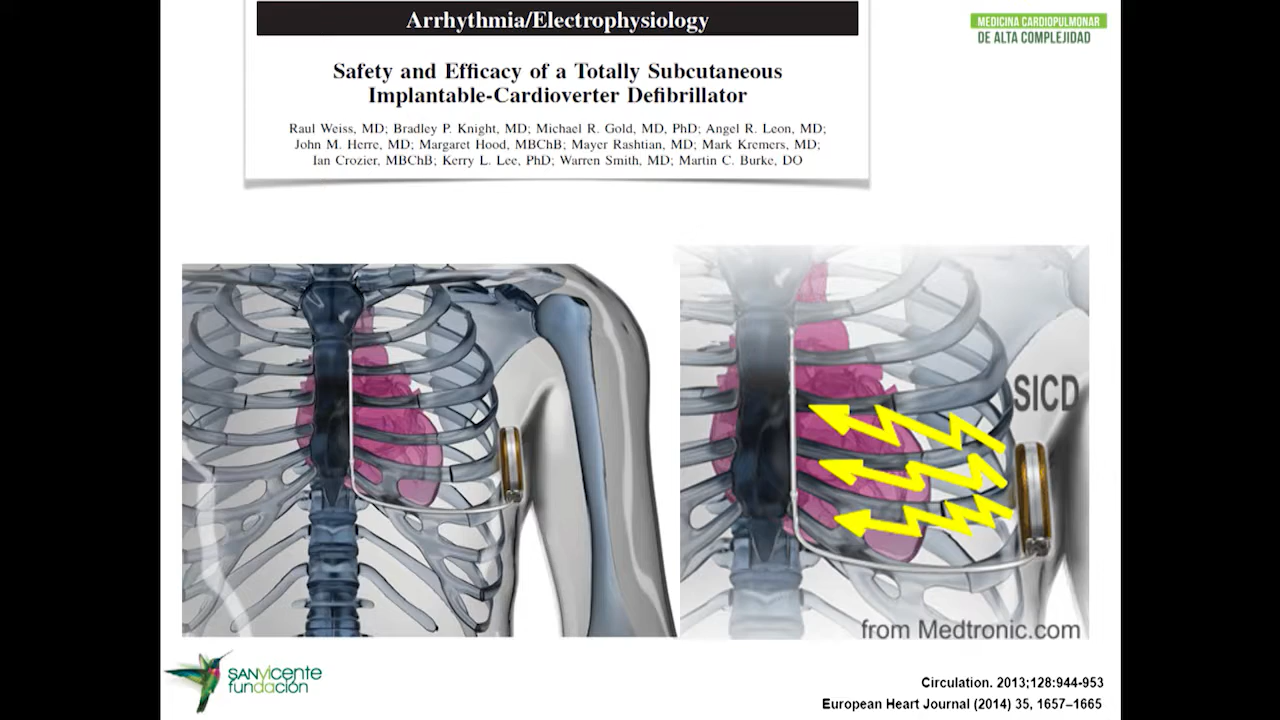 Arrhythmia/Electrophysiology
MEDICINA CARDIOPULMONAR
DE ALTA COMPLEJIDAD
Safety and Efficacy of a Totally Subcutaneous
Implantable-Cardioverter Defibrillator
Raul Weiss, MD; Bradley P. Knight, MD; Michael R. Gold, MD, PhD; Angel R. Leon, MD;
John M. Herre, MD; Margaret Hood, MBChB; Mayer Rashtian, MD; Mark Kremers, MD;
Ian Crozier, MBChB; Kerry L. Lee, PhD; Warren Smith, MD; Martin C. Burke, DO
SICD
from Medtronic.com
SANVICENTE
fundación
Circulation. 2013;128:944-953
European Heart Journal (2014) 35, 1657–1665